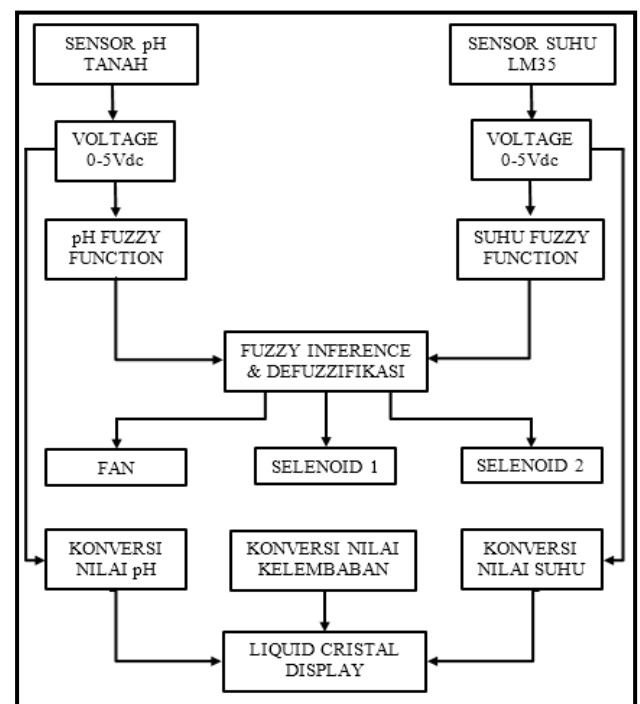 SENSOR pH
TANAH
SENSOR SUHU
LM35
VOLTAGE
0-5Vdc
VOLTAGE
0-5Vdc
pH FUZZY
FUNCTION
SUHU FUZZY
FUNCTION
FUZZY INFERENCE
& DEFUZZIFIKASI
FAN
SELENOID 1
SELENOID 2
KONVERSI
NILAI pH
KONVERSI NILAI
KELEMBABAN
KONVERSI
NILAI SUHU
LIQUID CRISTAL
DISPLAY